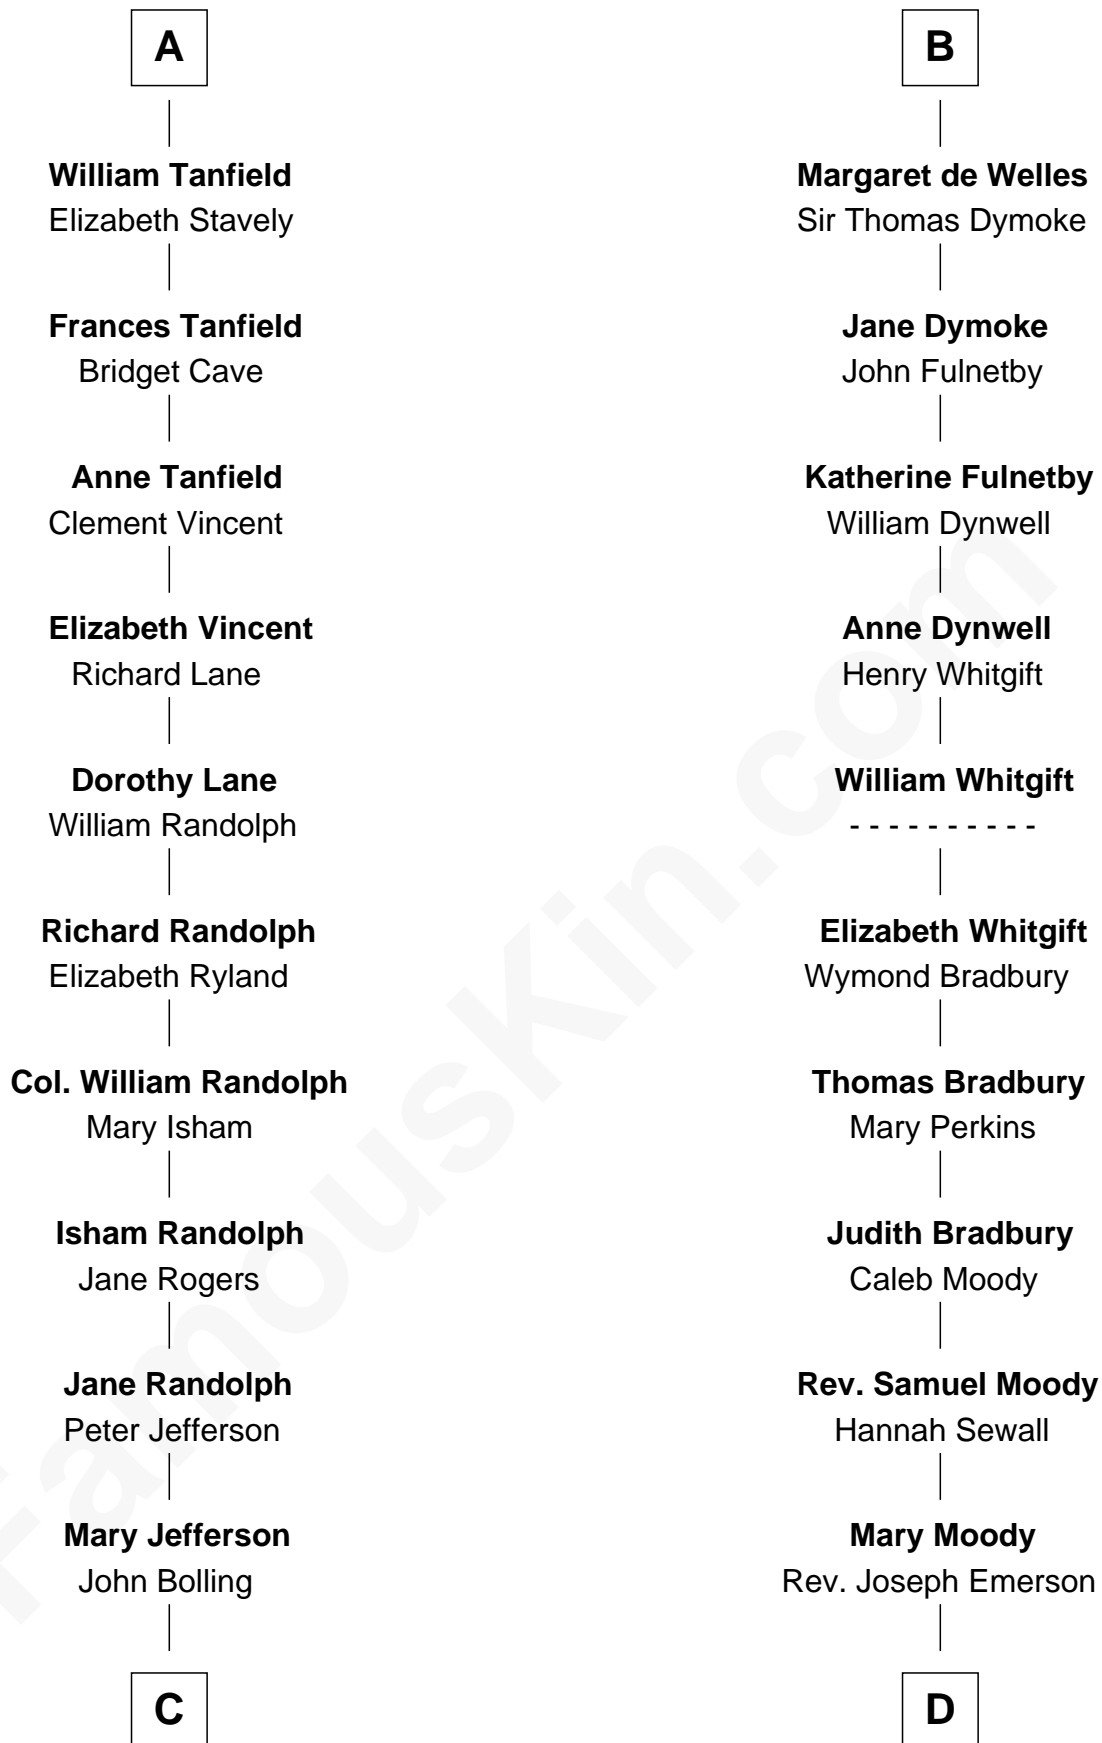 A
William Tanfield
Elizabeth Stavely
Frances Tanfield
Bridget Cave
Anne Tanfield
Clement Vincent
Elizabeth Vincent
Richard Lane
Dorothy Lane
William Randolph
Richard Randolph
Elizabeth Ryland
Col. William Randolph
Mary Isham
Isham Randolph
Jane Rogers
Jane Randolph
Peter Jefferson
Mary Jefferson
John Bolling
C
B
Margaret de Welles
Sir Thomas Dymoke
Jane Dymoke
John Fulnetby
Katherine Fulnetby
William Dynwell
Anne Dynwell
Henry Whitgift
William Whitgift
- - - - - - - - - -
Elizabeth Whitgift
Wymond Bradbury
Thomas Bradbury
Mary Perkins
Judith Bradbury
Caleb Moody
Rev. Samuel Moody
Hannah Sewall
Mary Moody
Rev. Joseph Emerson
D
FamousKin.com